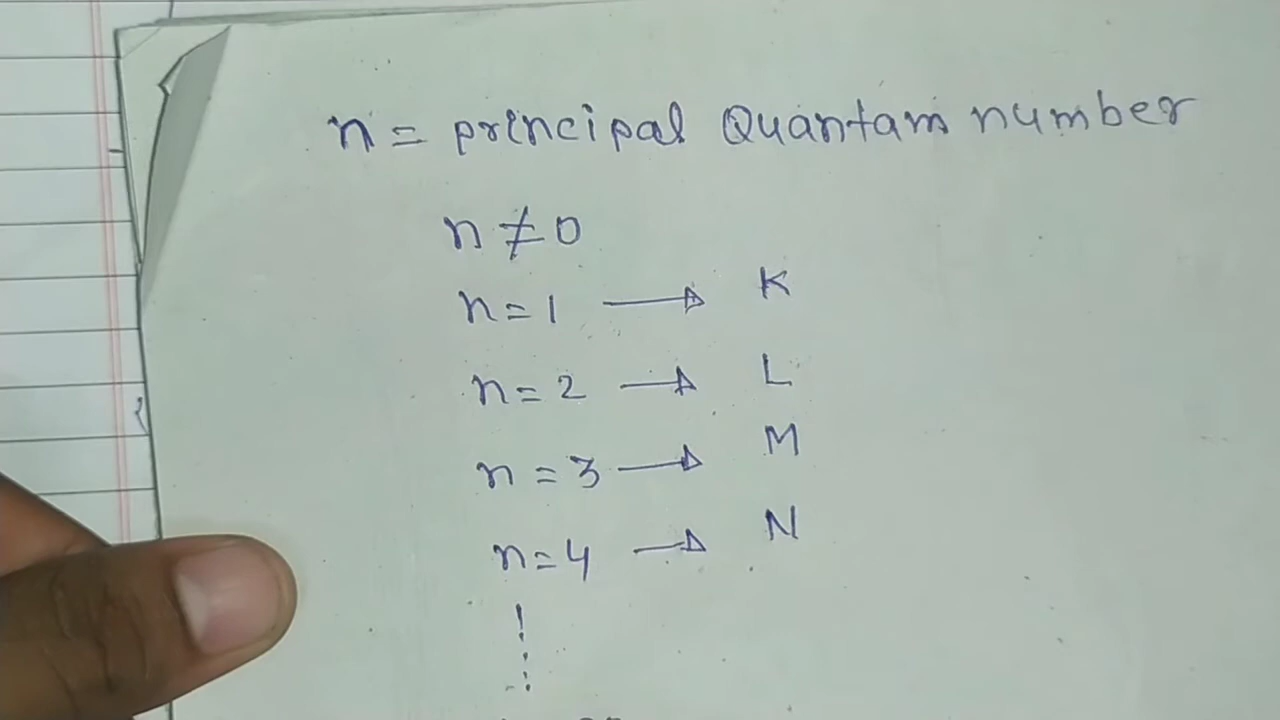 n = principal Quantam number
n ≠ 0
n = 1 → K
n = 2 → L
n = 3 → M
n = 4 → N